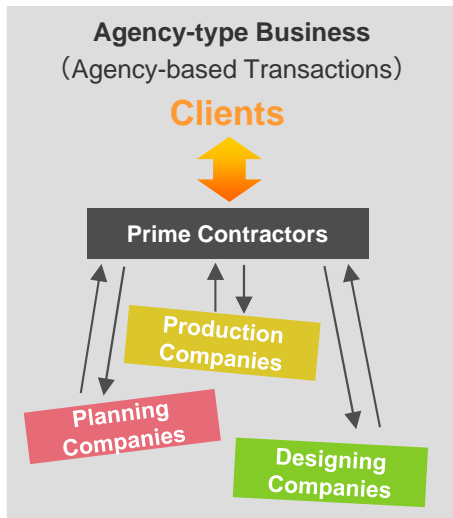 Agency-type Business
（Agency-based Transactions）
Clients
Prime Contractors
Production
Companies
Planning
Companies
Designing
Companies